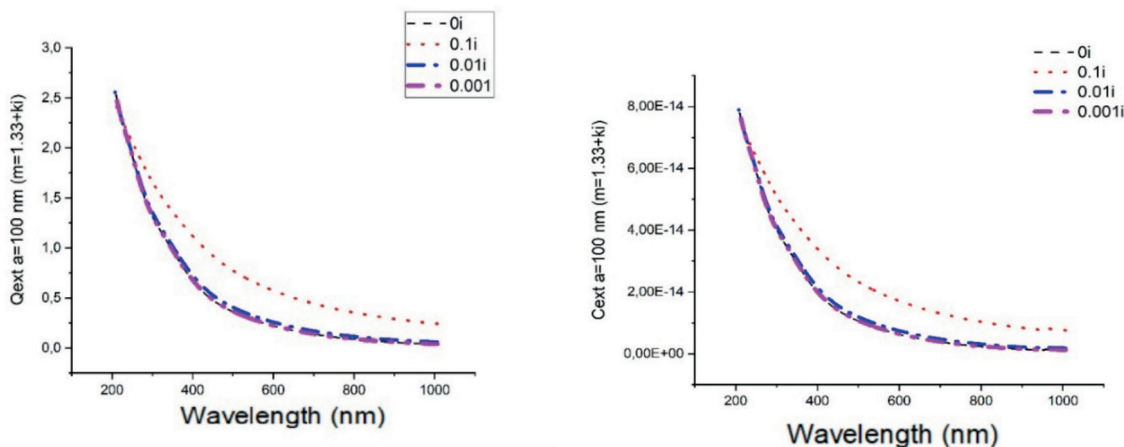 0i
0.1i
0.01i
0.001
Qext a=100 nm (m=1.33+ki)
3,0
2,5
2,0
1,5
1,0
0,5
0,0
200 400 600 800 1000
Wavelength (nm)
0i
0.1i
0.01i
0.001i
Cext a=100 nm (m=1.33+ki)
8,00E-14
6,00E-14
4,00E-14
2,00E-14
0,00E+00
200 400 600 800 1000
Wavelength (nm)